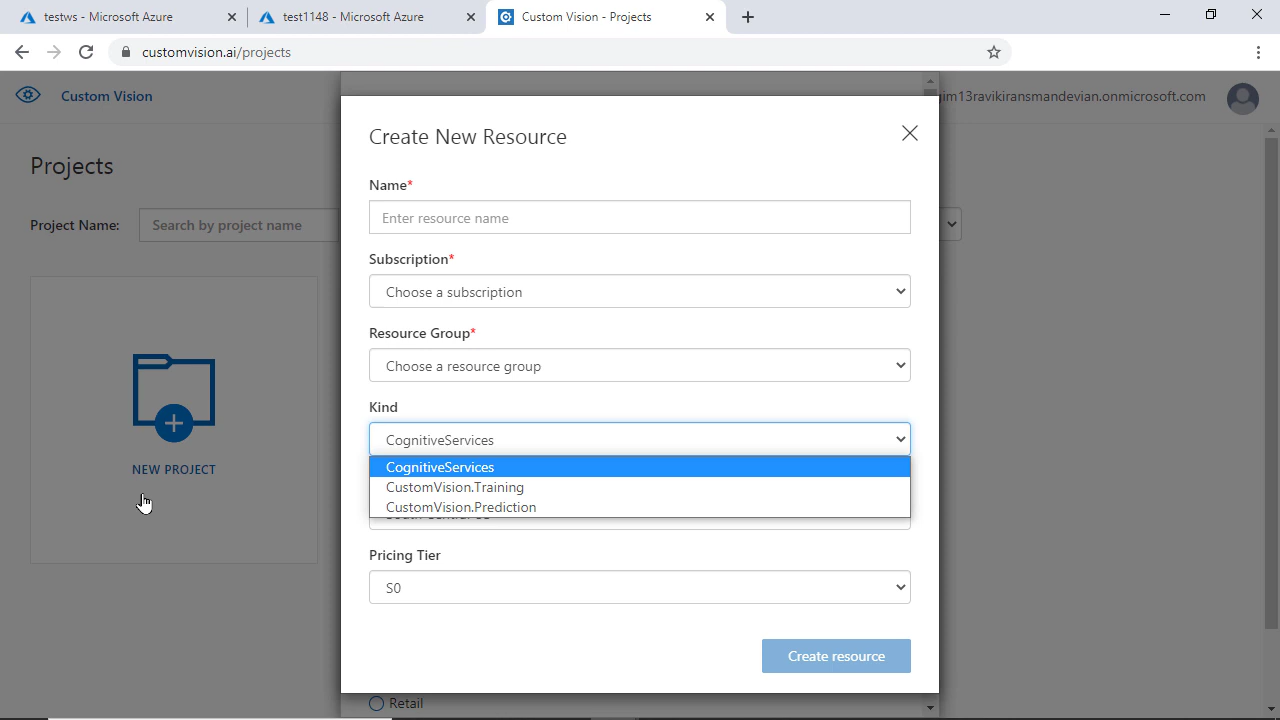 testws - Microsoft Azure
test1148 - Microsoft Azure
Custom Vision - Projects
customvision.ai/projects
Custom Vision
im13ravikiransmandevian.onmicrosoft.com
Create New Resource
Projects
Name*
Enter resource name
Project Name:
Search by project name
Subscription*
Choose a subscription
Resource Group*
Choose a resource group
Kind
CognitiveServices
CognitiveServices
CustomVision.Training
CustomVision.Prediction
NEW PROJECT
Pricing Tier
S0
Create resource
Retail